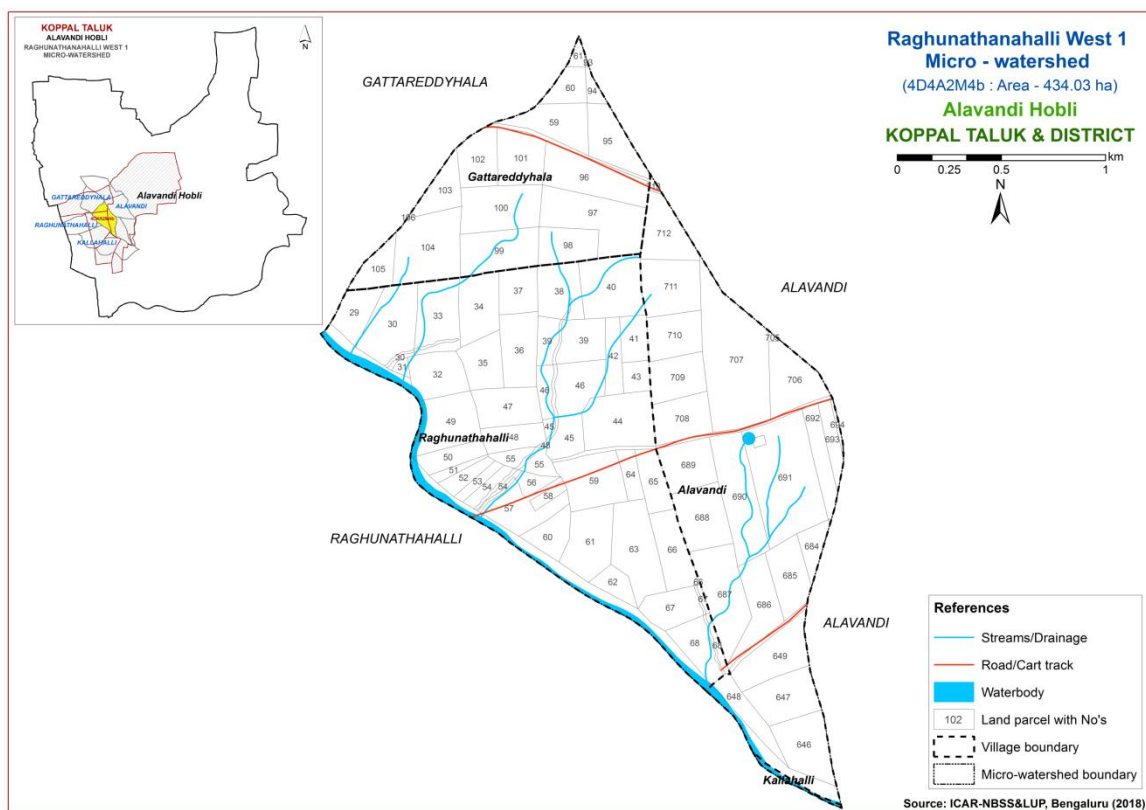 KOPPAL TALUK
ALAVANDI HOBLI
RAGHUNATHANAHALLI WEST 1
MICRO-WATERSHED
N
GATTAREDDYHALA
ALAVANDI
Alavandi Hobli
RAGHUNATHAHALLI
KALLAHALLI
Raghunathanahalli West 1
Micro - watershed
(4D4A2M4b : Area - 434.03 ha)
Alavandi Hobli
KOPPAL TALUK & DISTRICT
km
0 0.25 0.5 1
N
GATTAREDDYHALA
61
93
60
94
59
95
102
101
Gattareddyhala
96
103
100
97
106
104
99
98
712
105
ALAVANDI
29
30
33
34
37
38
40
711
39
39
41
710
705
30
31
32
35
36
42
707
46
46
43
709
706
49
47
44
708
692
694
693
45
45
48
48
Raghunathahalli
50
51
52
53
54
54
55
55
56
57
58
59
64
65
689
Alavandi
690
691
RAGHUNATHAHALLI
60
61
63
66
688
684
62
685
67
687
686
68
649
ALAVANDI
648
647
646
Kallahalli
References
Streams/Drainage
Road/Cart track
Waterbody
102 Land parcel with No's
Village boundary
Micro-watershed boundary
Source: ICAR-NBSS&LUP, Bengaluru (2018)